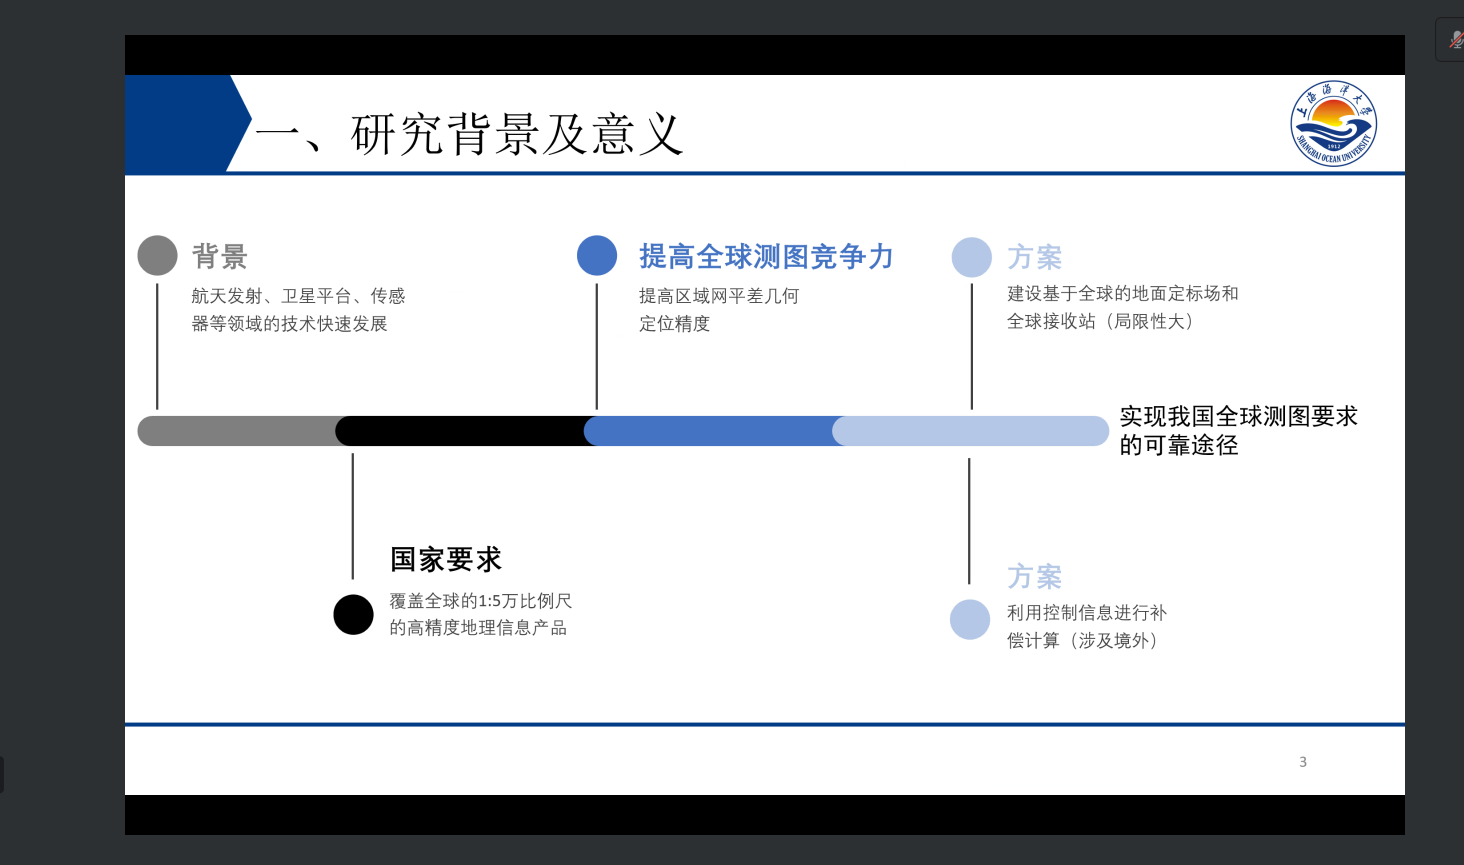 一、研究背景及意义
上海海洋大学
1912
SHANGHAI OCEAN UNIVERSITY
背景
航天发射、卫星平台、传感
器等领域的技术快速发展
提高全球测图竞争力
提高区域网平差几何
定位精度
方案
建设基于全球的地面定标场和
全球接收站（局限性大）
实现我国全球测图要求
的可靠途径
国家要求
覆盖全球的1:5万比例尺
的高精度地理信息产品
方案
利用控制信息进行补
偿计算（涉及境外）
3